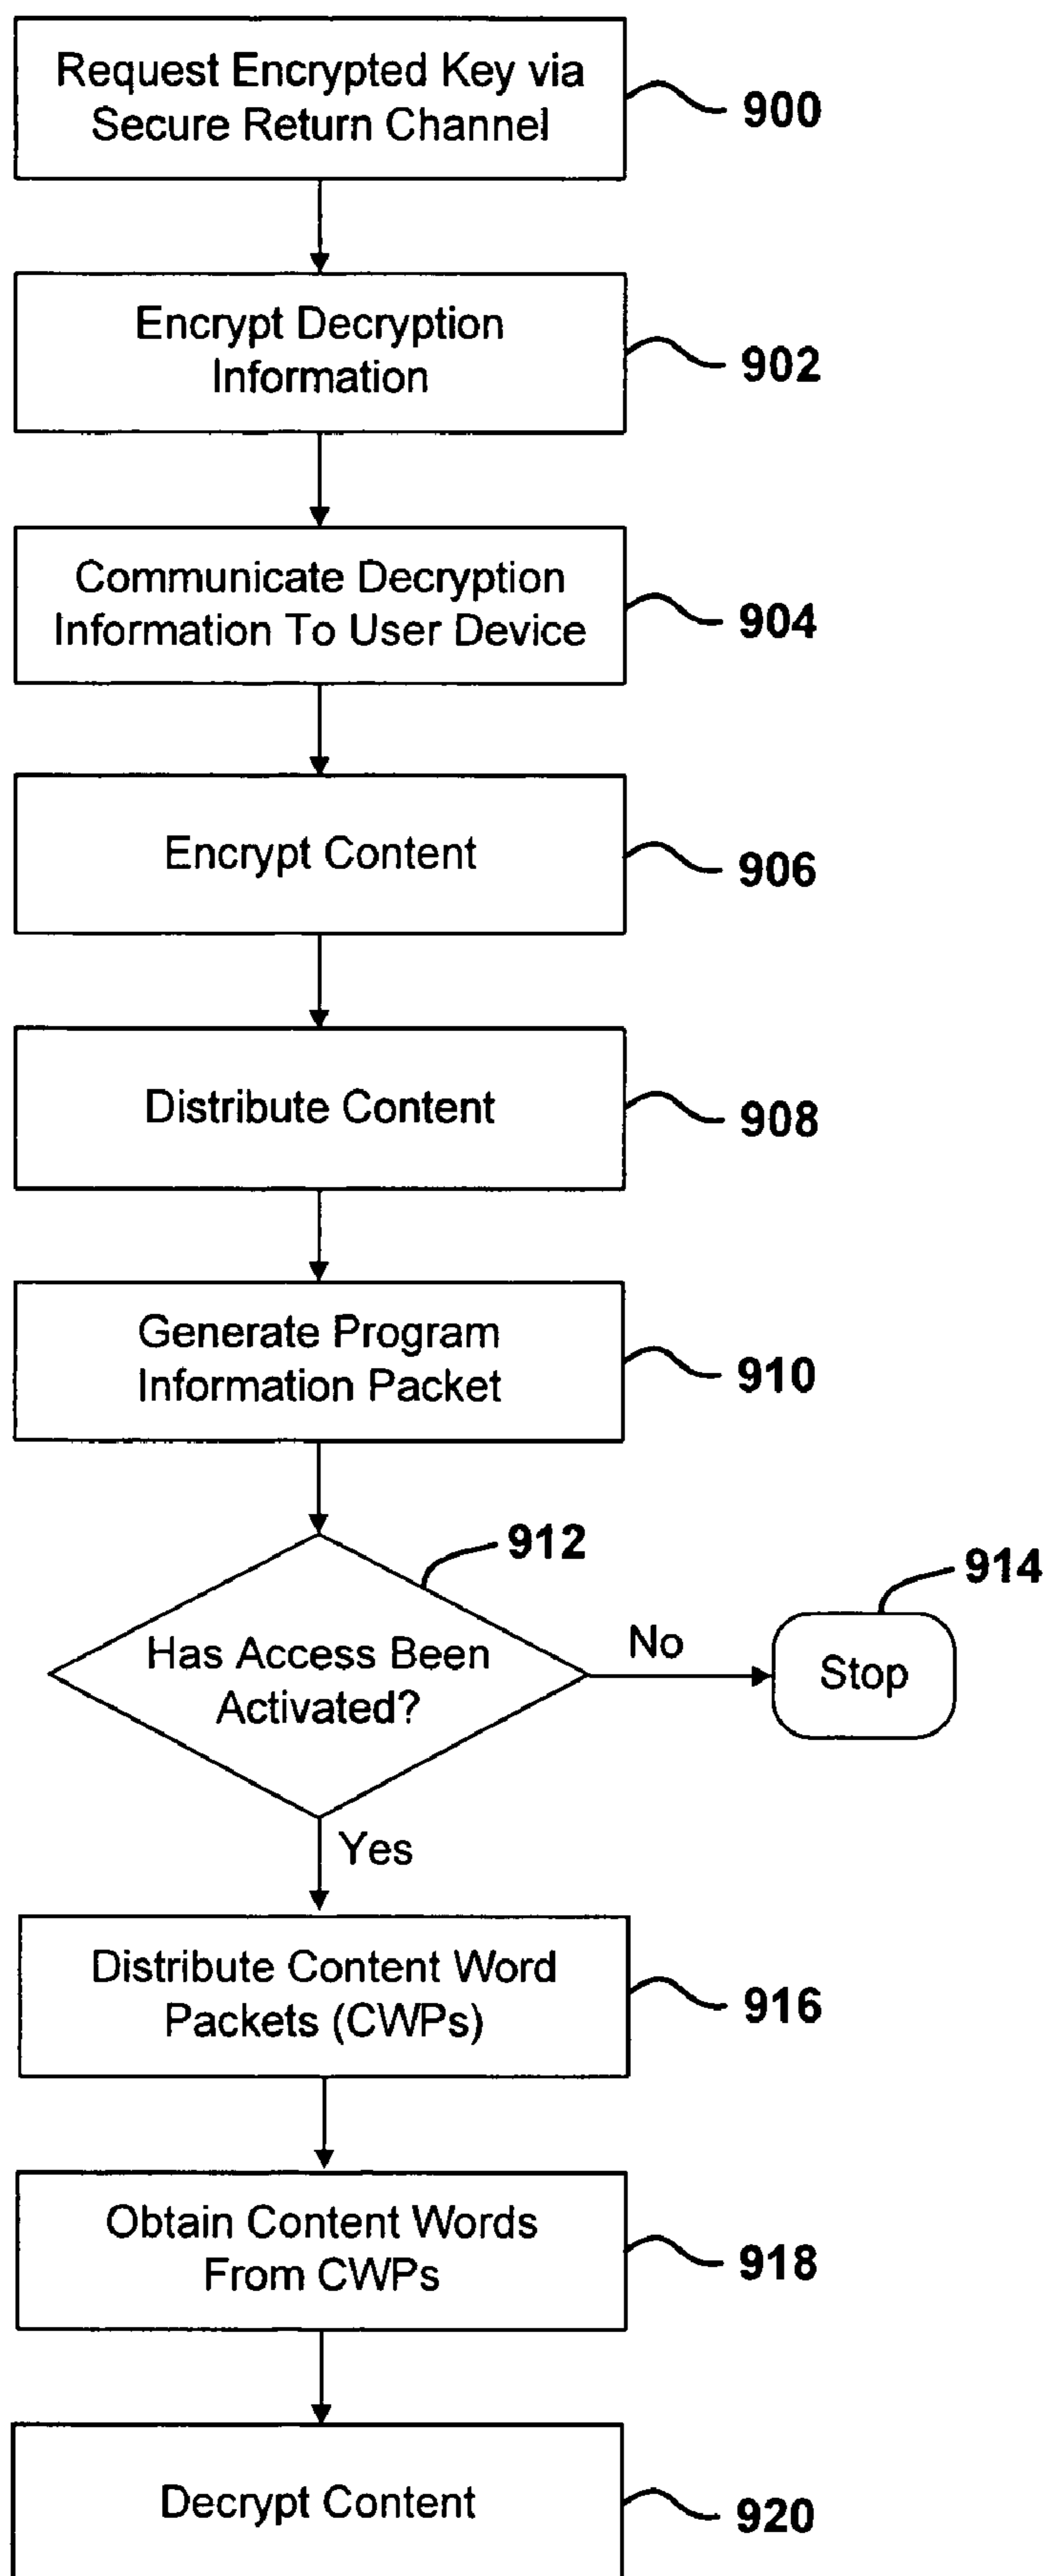 Request Encrypted Key via
Secure Return Channel
900
Encrypt Decryption
Information
902
Communicate Decryption
Information To User Device
904
Encrypt Content
906
Distribute Content
908
Generate Program
Information Packet
910
912
Has Access Been
Activated?
No
914
Stop
Yes
Distribute Content Word
Packets (CWPs)
916
Obtain Content Words
From CWPs
918
Decrypt Content
920